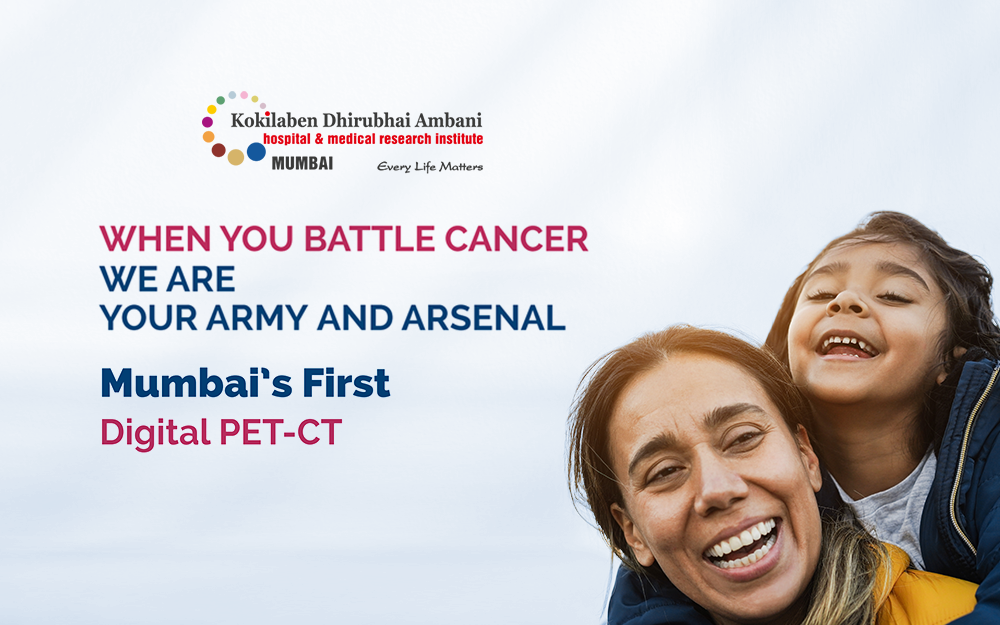 Kokilaben Dhirubhai Ambani
hospital & medical research institute
MUMBAI
Every Life Matters
WHEN YOU BATTLE CANCER
WE ARE
YOUR ARMY AND ARSENAL
Mumbai's First
Digital PET-CT